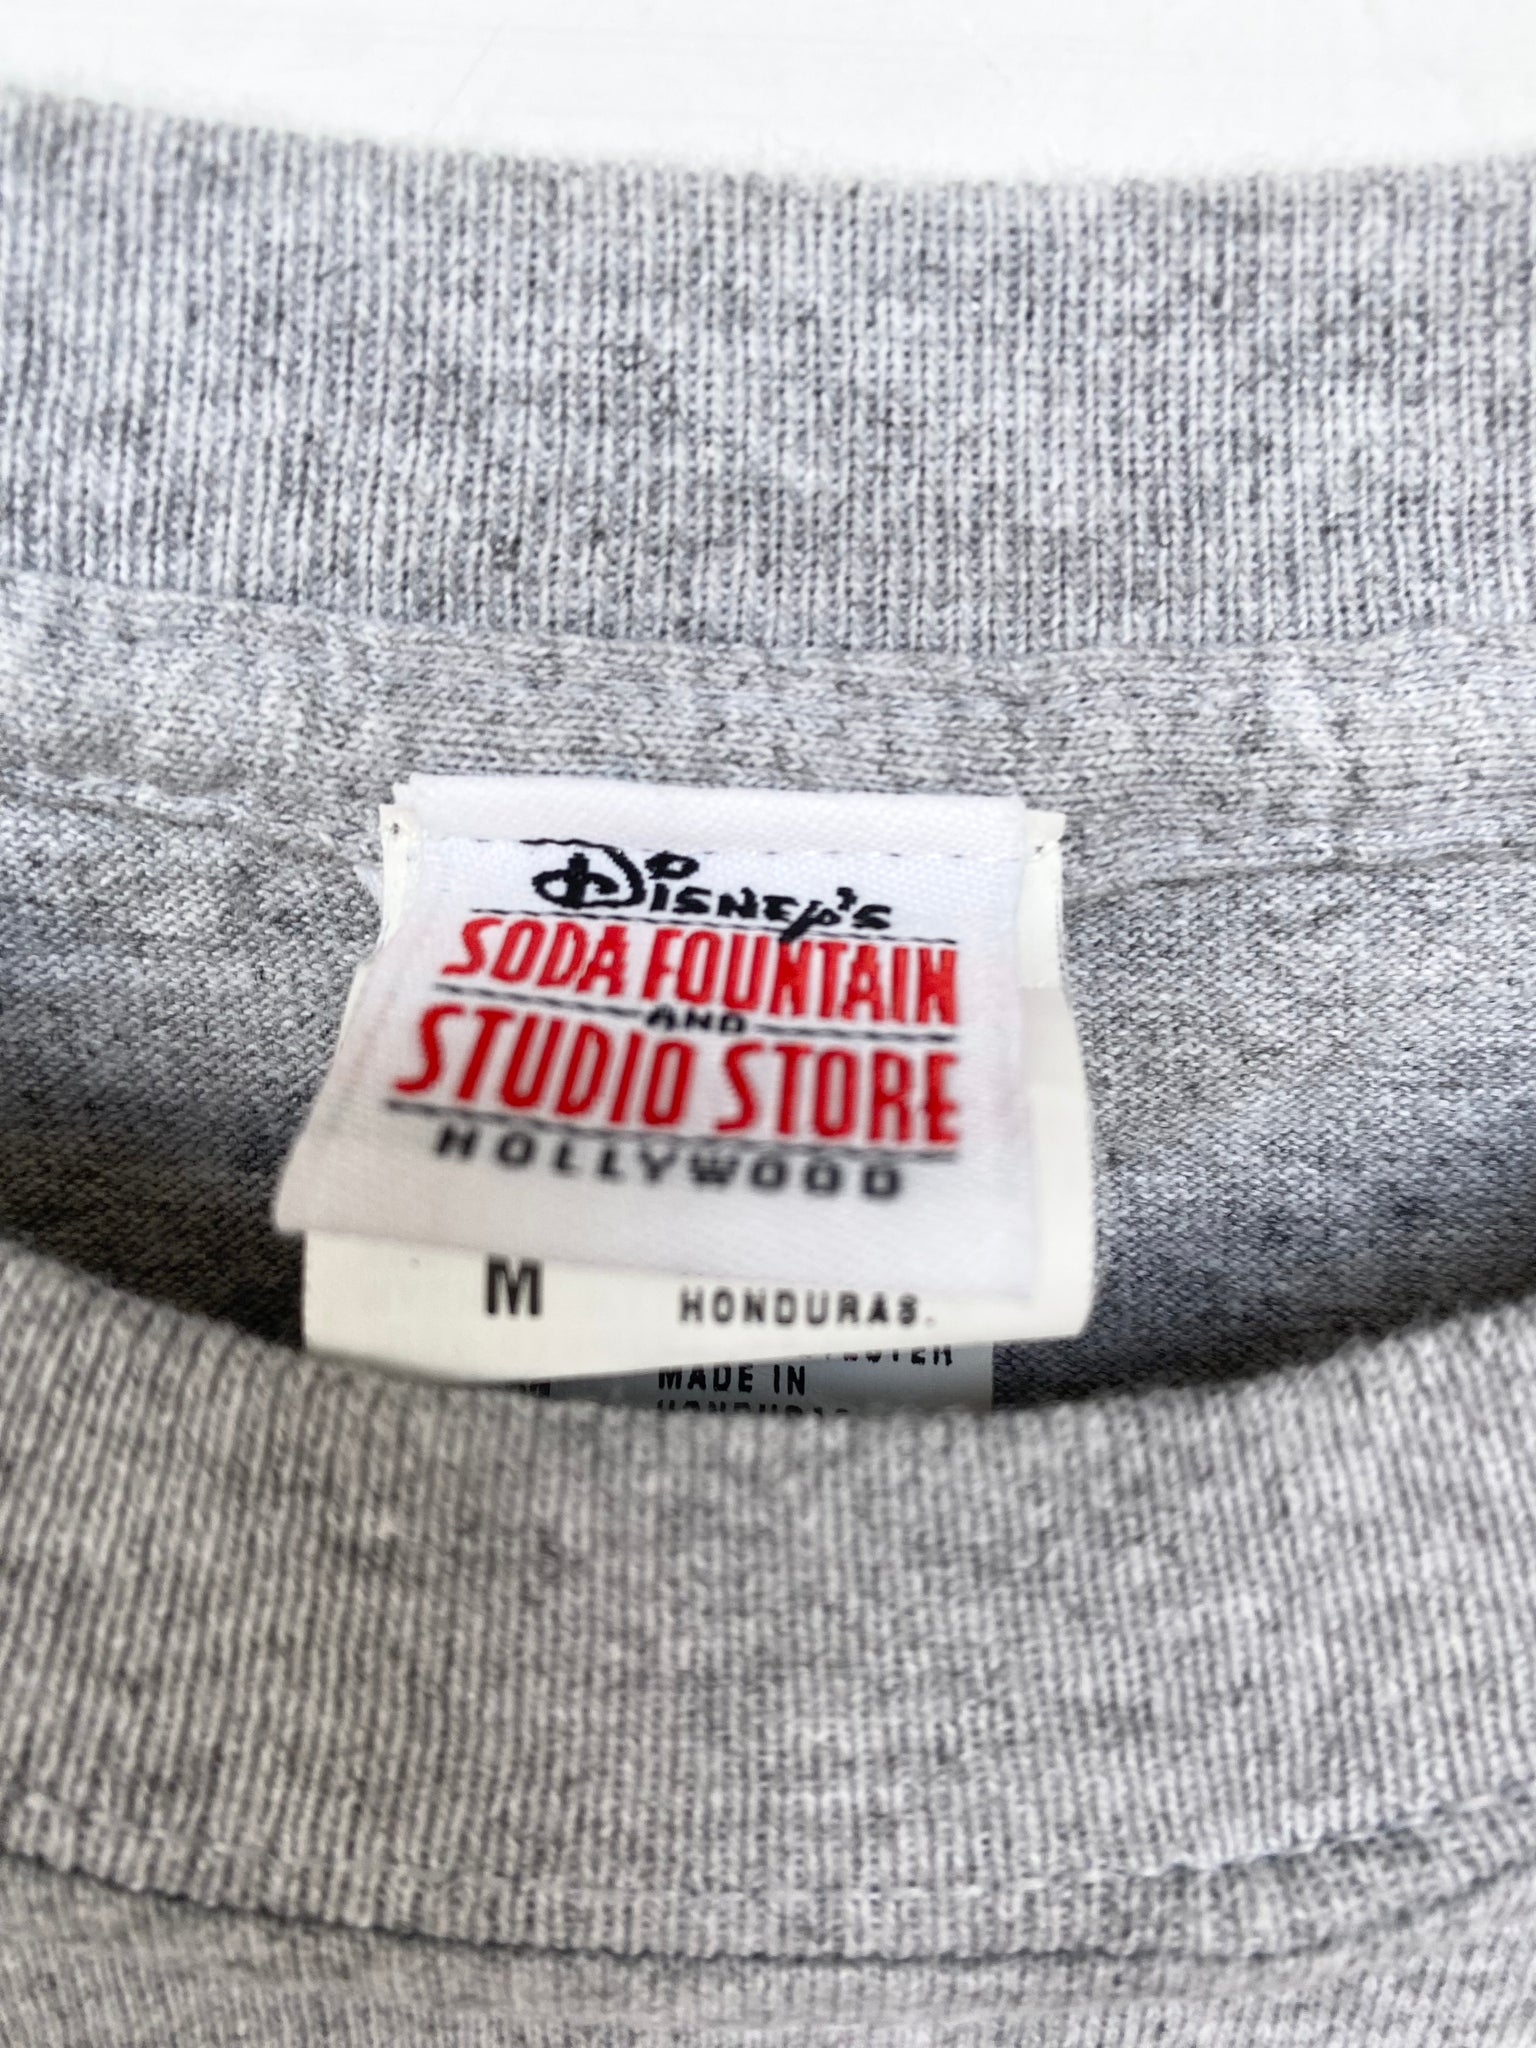 Disney's
SODA FOUNTAIN
AND
STUDIO STORE
HOLLYWOOD
M HONDURAS.
MADE IN